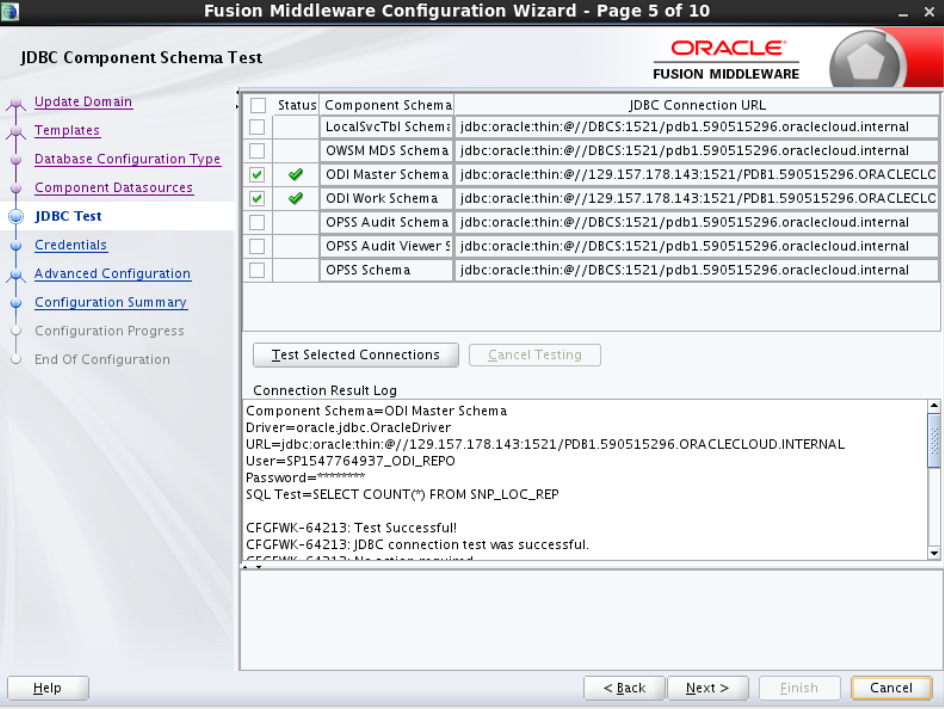 Fusion Middleware Configuration Wizard - Page 5 of 10
JDBC Component Schema Test
ORACLE
FUSION MIDDLEWARE
Update Domain
Templates
Database Configuration Type
Component Datasources
JDBC Test
Credentials
Advanced Configuration
Configuration Summary
Configuration Progress
End Of Configuration
Status Component Schema JDBC Connection URL
LocalSvcTbl Schema jdbc:oracle:thin:@//DBCS:1521/pdb1.590515296.oraclecloud.internal
OWSM MDS Schema jdbc:oracle:thin:@//DBCS:1521/pdb1.590515296.oraclecloud.internal
ODI Master Schema jdbc:oracle:thin:@//129.157.178.143:1521/PDB1.590515296.ORACLECLO
ODI Work Schema jdbc:oracle:thin:@//129.157.178.143:1521/PDB1.590515296.ORACLECLO
OPSS Audit Schema jdbc:oracle:thin:@//DBCS:1521/pdb1.590515296.oraclecloud.internal
OPSS Audit Viewer S jdbc:oracle:thin:@//DBCS:1521/pdb1.590515296.oraclecloud.internal
OPSS Schema jdbc:oracle:thin:@//DBCS:1521/pdb1.590515296.oraclecloud.internal
Test Selected Connections Cancel Testing
Connection Result Log
Component Schema=ODI Master Schema
Driver=oracle.jdbc.OracleDriver
URL=jdbc:oracle:thin:@//129.157.178.143:1521/PDB1.590515296.ORACLECLOUD.INTERNAL
User=SP1547764937_ODI_REPO
Password=********
SQL Test=SELECT COUNT(*) FROM SNP_LOC_REP
CFGFWK-64213: Test Successful!
CFGFWK-64213: JDBC connection test was successful.
CFGFWK-64213: No action required
Help < Back Next > Finish Cancel